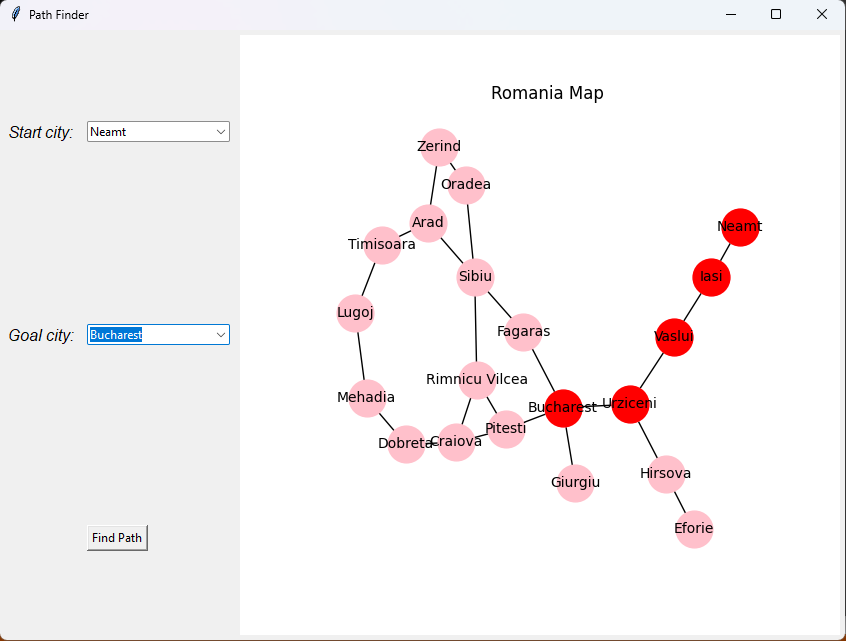 Path Finder
Romania Map
Start city:
Neamt
Zerind
Oradea
Arad
Neamt
Timisoara
Sibiu
Iasi
Lugoj
Fagaras
Goal city:
Bucharest
Vaslui
Rimnicu Vilcea
Mehadia
Bucharest
Urziceni
Pitesti
Dobreta
Craiova
Hirsova
Giurgiu
Eforie
Find Path